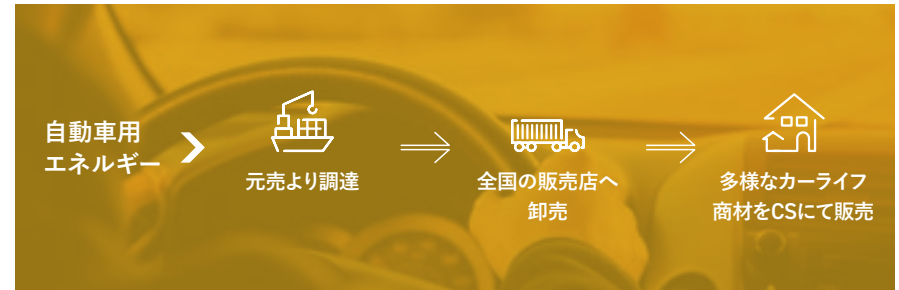 自動車用
エネルギー
元売より調達
全国の販売店へ
卸売
多様なカーライフ
商材をCSにて販売